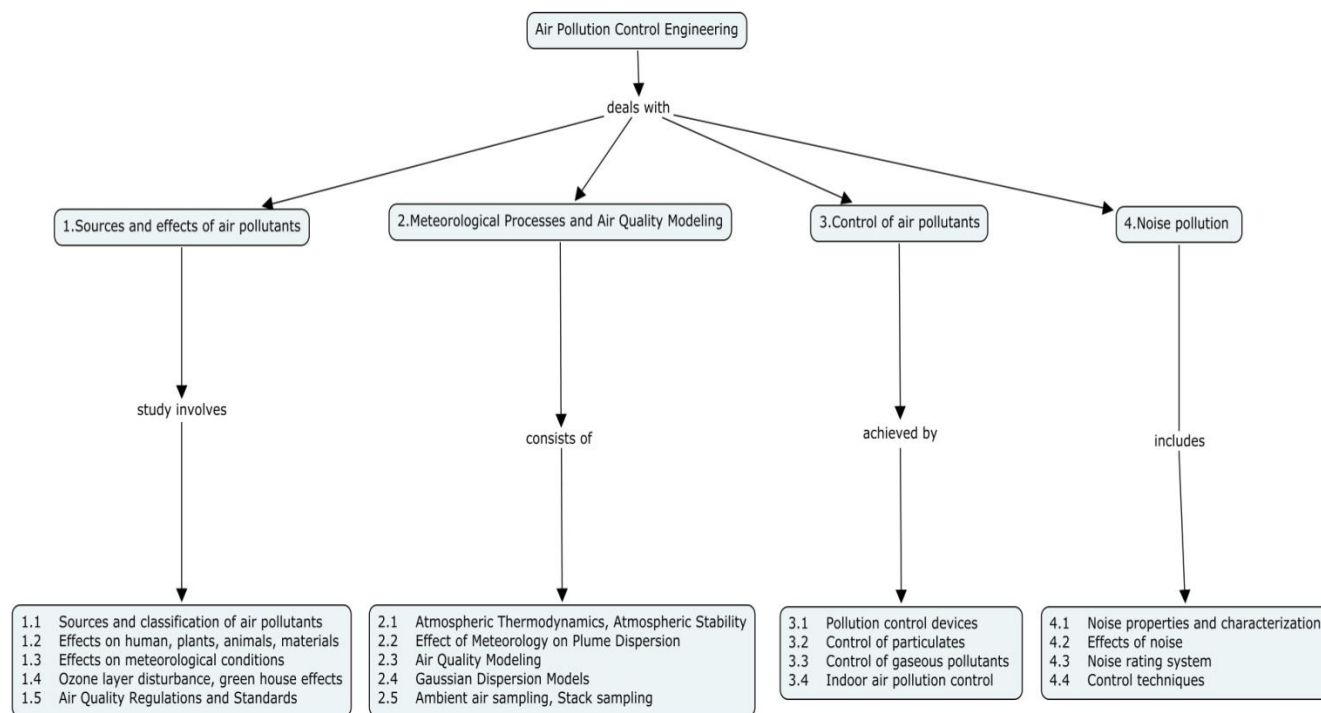 Air Pollution Control Engineering
deals with
1.Sources and effects of air pollutants
2.Meteorological Processes and Air Quality Modeling
3.Control of air pollutants
4.Noise pollution
study involves
consists of
achieved by
includes
1.1 Sources and classification of air pollutants
1.2 Effects on human, plants, animals, materials
1.3 Effects on meteorological conditions
1.4 Ozone layer disturbance, green house effects
1.5 Air Quality Regulations and Standards
2.1 Atmospheric Thermodynamics, Atmospheric Stability
2.2 Effect of Meteorology on Plume Dispersion
2.3 Air Quality Modeling
2.4 Gaussian Dispersion Models
2.5 Ambient air sampling, Stack sampling
3.1 Pollution control devices
3.2 Control of particulates
3.3 Control of gaseous pollutants
3.4 Indoor air pollution control
4.1 Noise properties and characterization
4.2 Effects of noise
4.3 Noise rating system
4.4 Control techniques